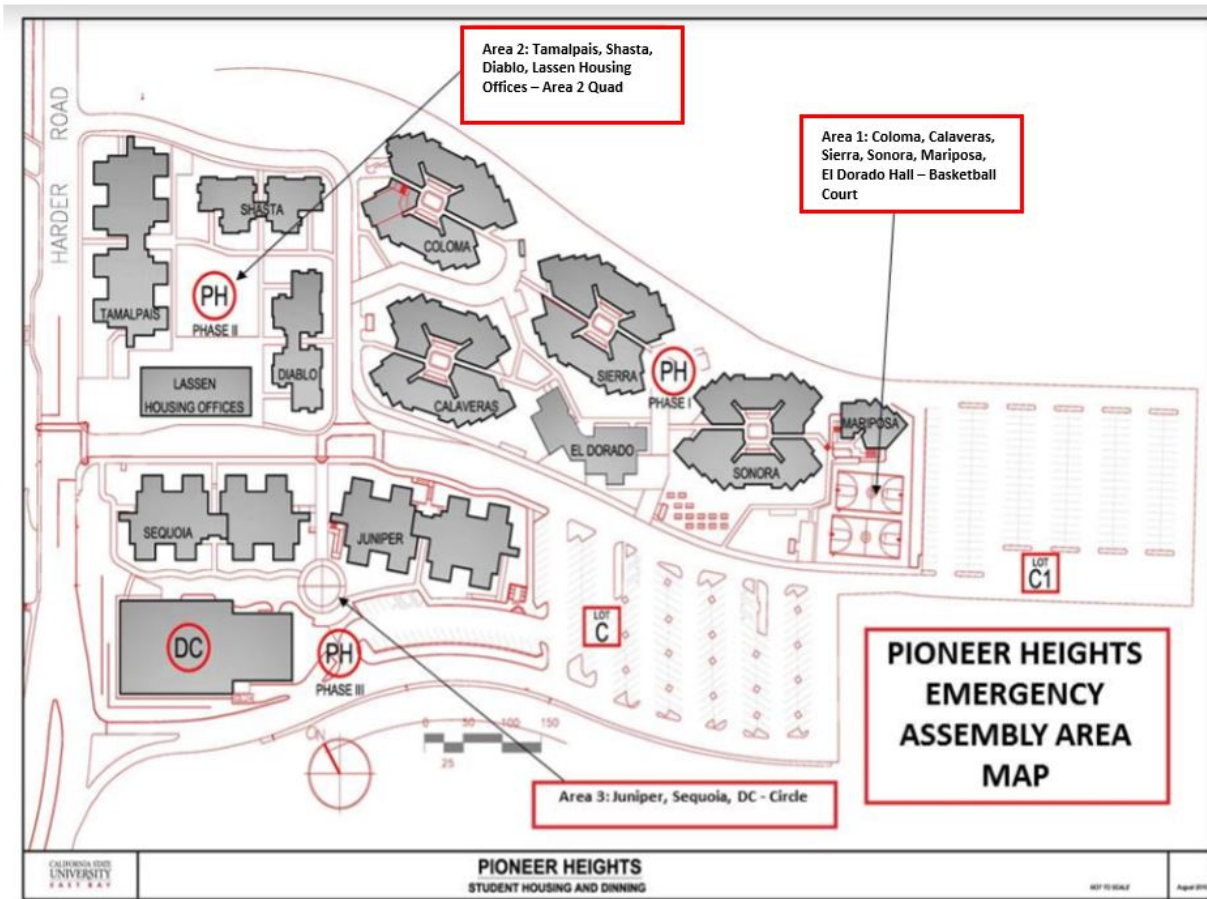 Area 2: Tamalpais, Shasta,
Diablo, Lassen Housing
Offices – Area 2 Quad
Area 1: Coloma, Calaveras,
Sierra, Sonora, Mariposa,
El Dorado Hall – Basketball
Court
HARDER ROAD
SHASTA
COLOMA
TAMALPAIS
PH
PHASE II
DIABLO
LASSEN
HOUSING OFFICES
CALAVERAS
SIERRA
PH
PHASE I
EL DORADO
SONORA
MARIPOSA
SEQUOIA
JUNIPER
DC
PH
PHASE III
LOT
C
LOT
C1
0 50 100 150
25
N
PIONEER HEIGHTS
EMERGENCY
ASSEMBLY AREA
MAP
Area 3: Juniper, Sequoia, DC - Circle
CALIFORNIA STATE
UNIVERSITY
EAST BAY
PIONEER HEIGHTS
STUDENT HOUSING AND DINNING
NOT TO SCALE